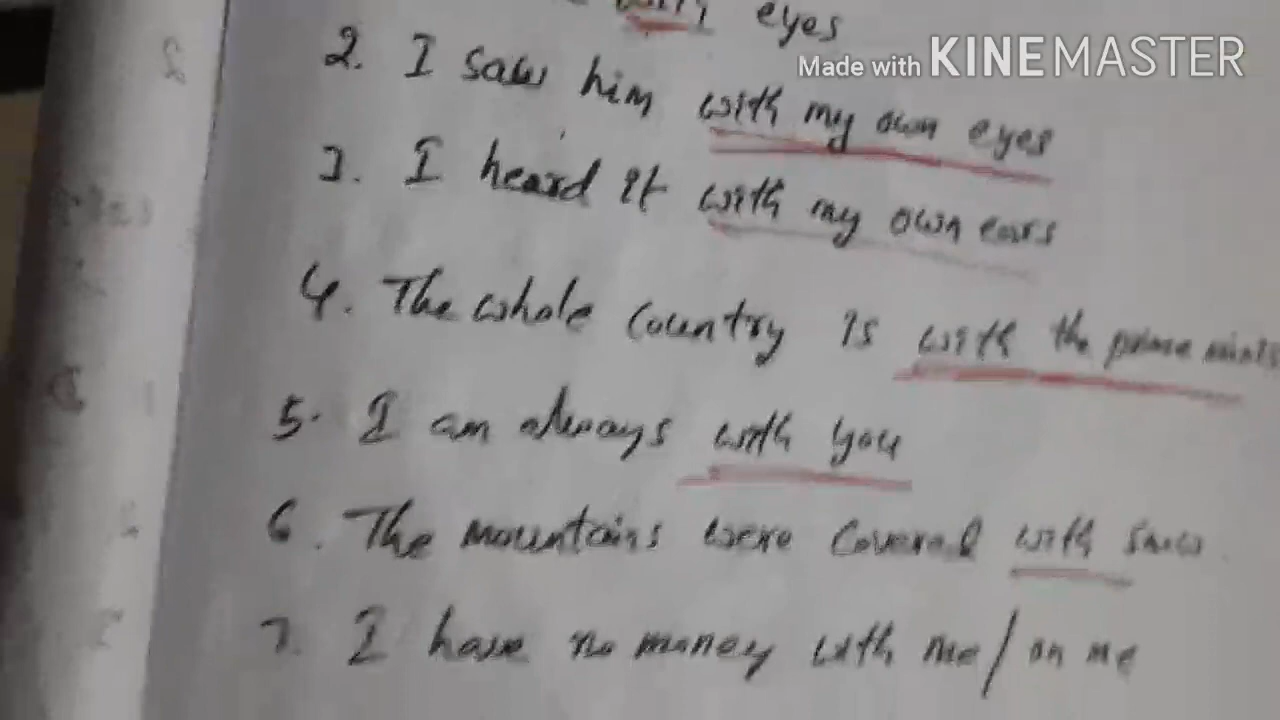 eyes
Made with KINEMASTER
2. I saw him with my own eyes
3. I heard it with my own ears
4. The whole country is with the prime minis
5. I am always with you
6. The mountains were covered with snow
7. I have no money with me/on me